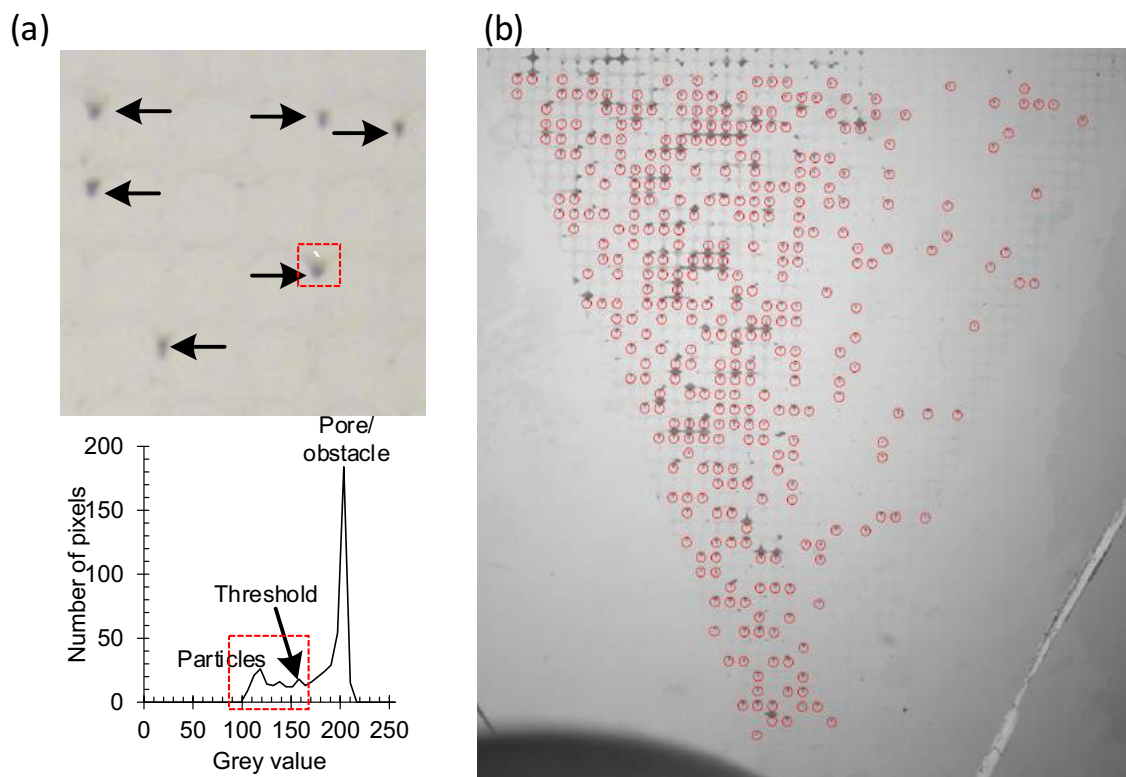 (a)
(b)
Pore/
obstacle
200
150
100
50
0
Number of pixels
Threshold
Particles
0 50 100 150 200 250
Grey value